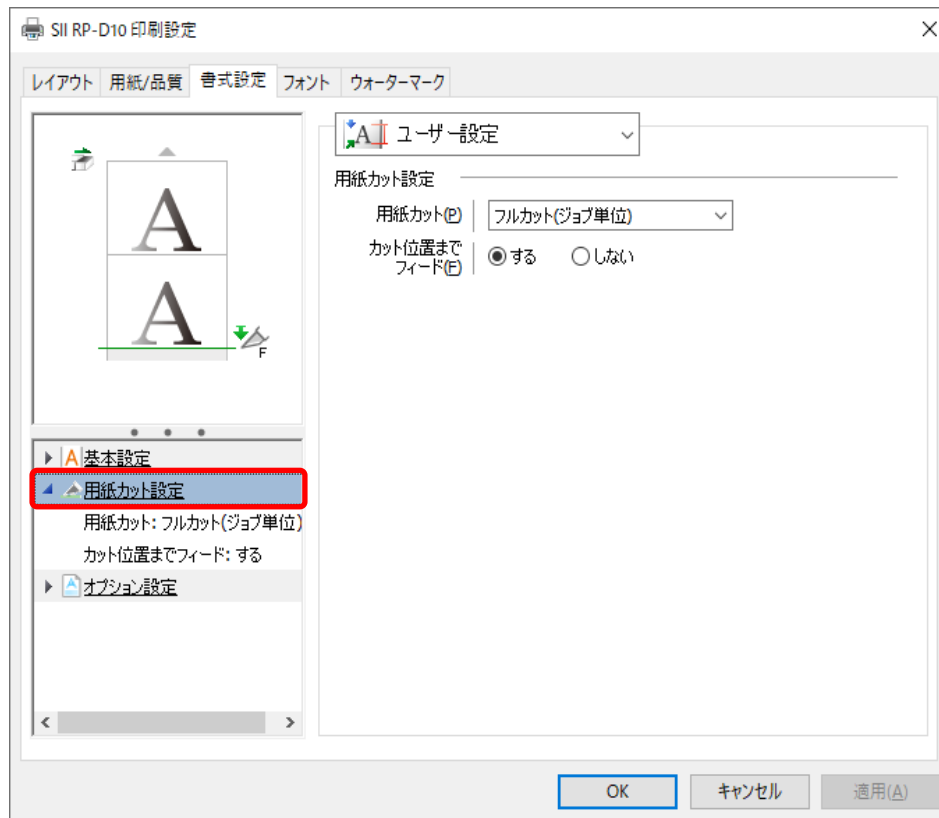 SII RP-D10 印刷設定
レイアウト 用紙/品質 書式設定 フォント ウォーターマーク
A
A
F
基本設定
用紙カット設定
用紙カット: フルカット(ジョブ単位)
カット位置までフィード: する
オプション設定
ユーザー設定
用紙カット設定
用紙カット(P) フルカット(ジョブ単位)
カット位置まで
フィード(F) する しない
OK キャンセル 適用(A)